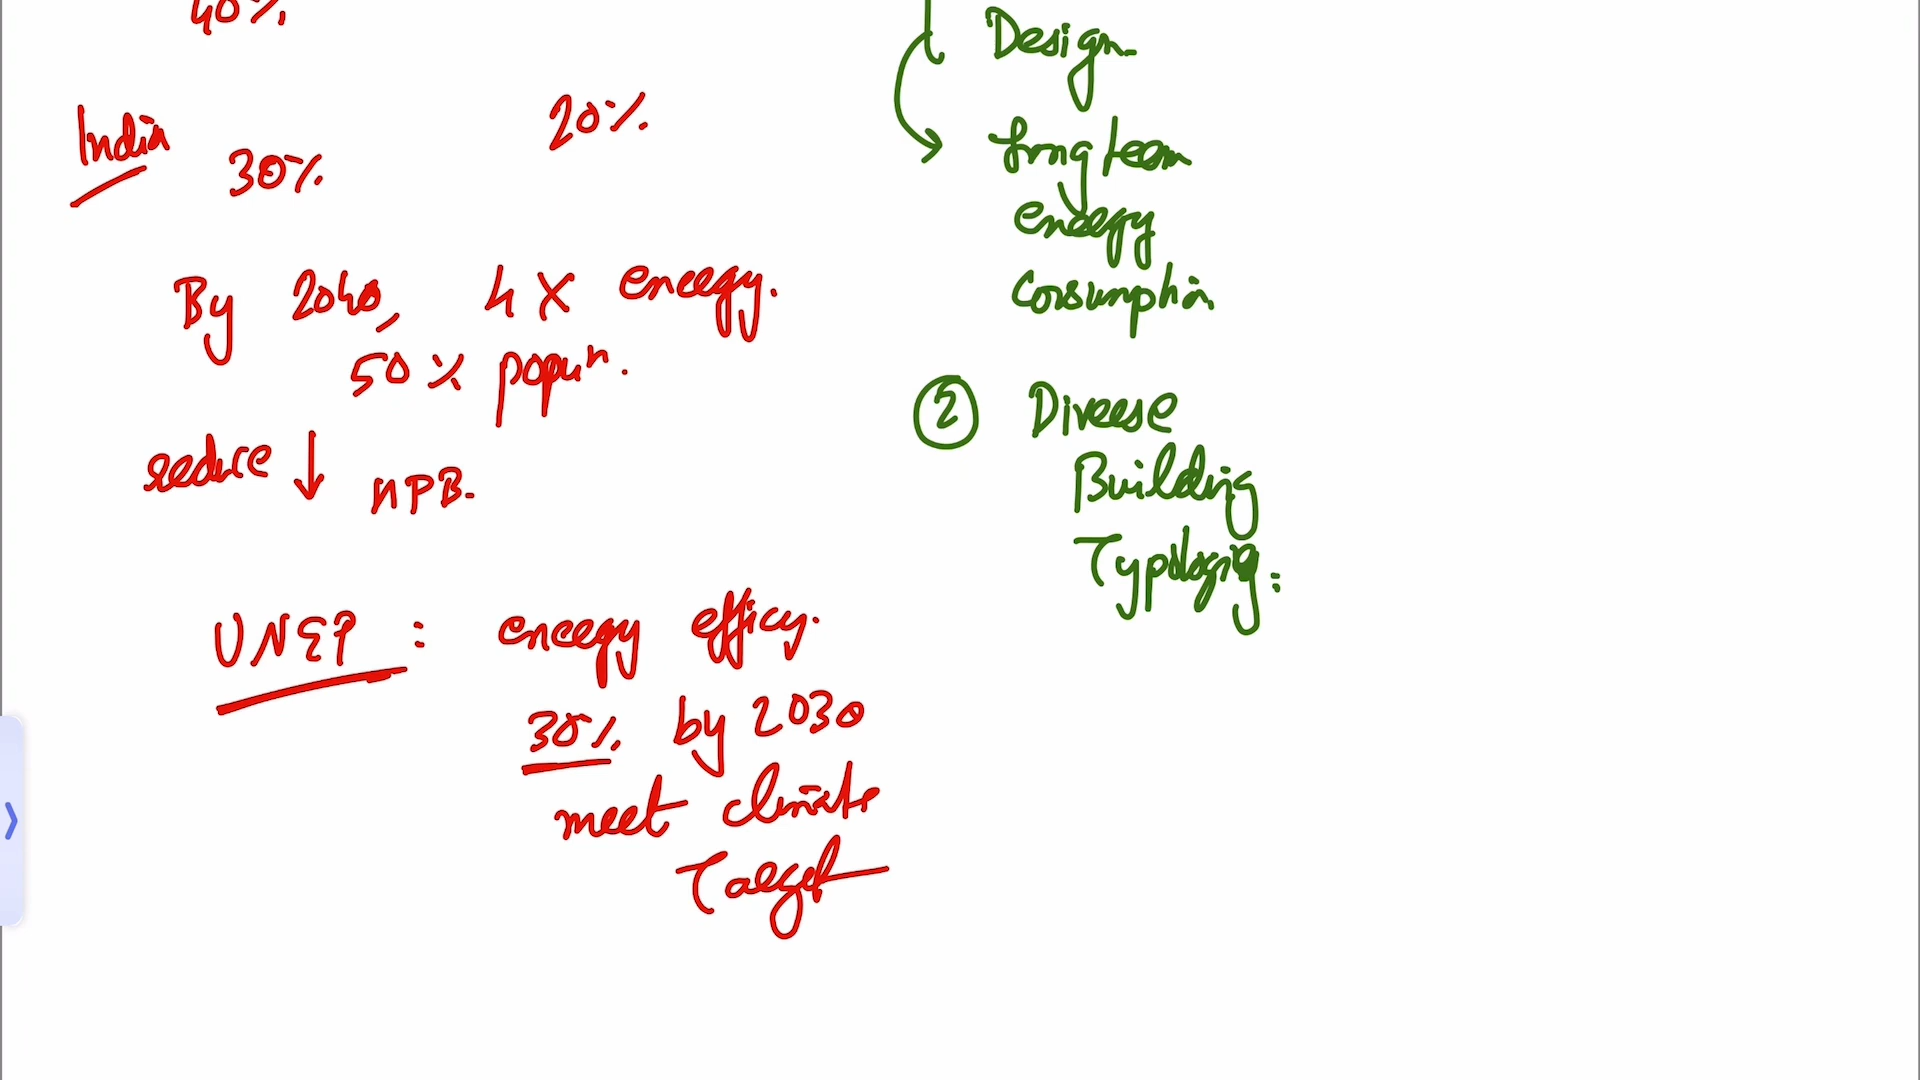 40%
India
30%
20%
By 2040, 4X energy.
50% popuⁿ.
reduce ↓ NPB.
UNEP : energy efficy.
30% by 2030
meet climate
Target
Design
long term
energy
Consumption
② Diverse
Building
Typologies: